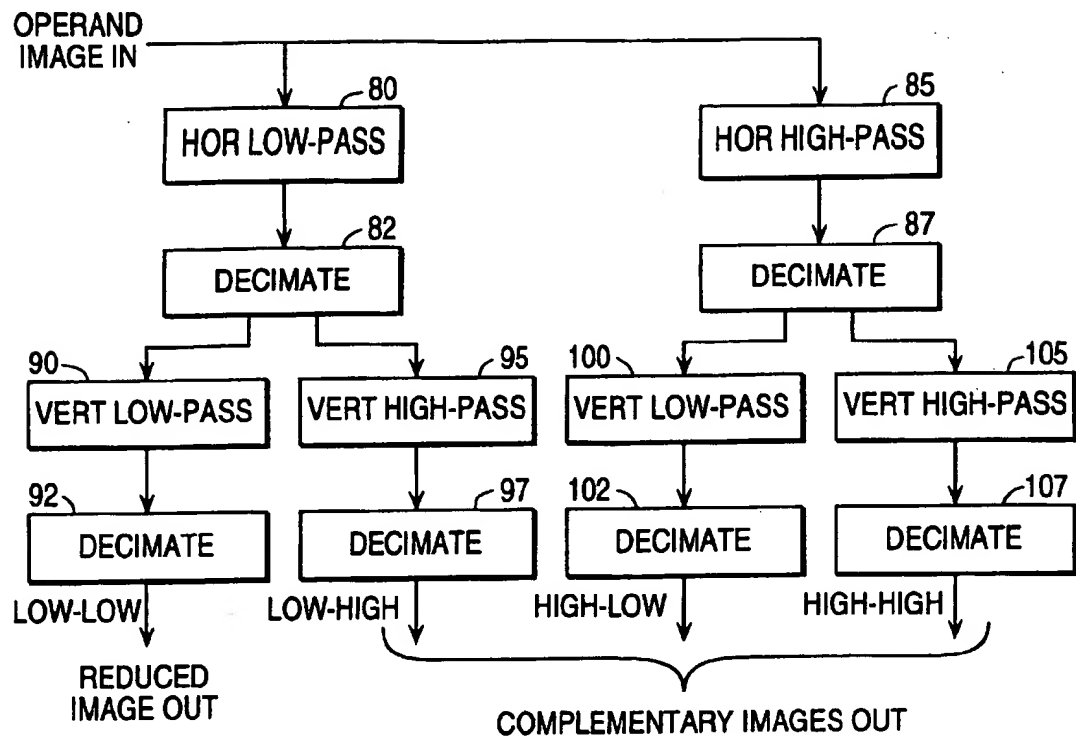 OPERAND
IMAGE IN
80
85
HOR LOW-PASS
HOR HIGH-PASS
82
87
DECIMATE
DECIMATE
90
95
100
105
VERT LOW-PASS
VERT HIGH-PASS
VERT LOW-PASS
VERT HIGH-PASS
92
97
102
107
DECIMATE
DECIMATE
DECIMATE
DECIMATE
LOW-LOW
LOW-HIGH
HIGH-LOW
HIGH-HIGH
REDUCED
IMAGE OUT
COMPLEMENTARY IMAGES OUT